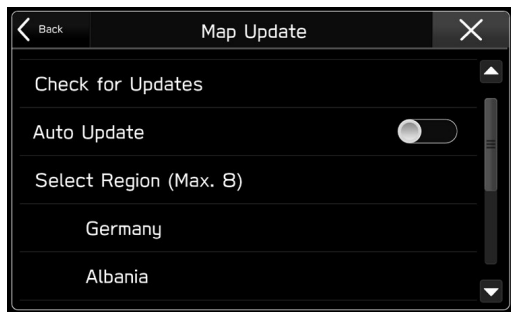 Back
Map Update
Check for Updates
Auto Update
Select Region (Max. 8)
Germany
Albania